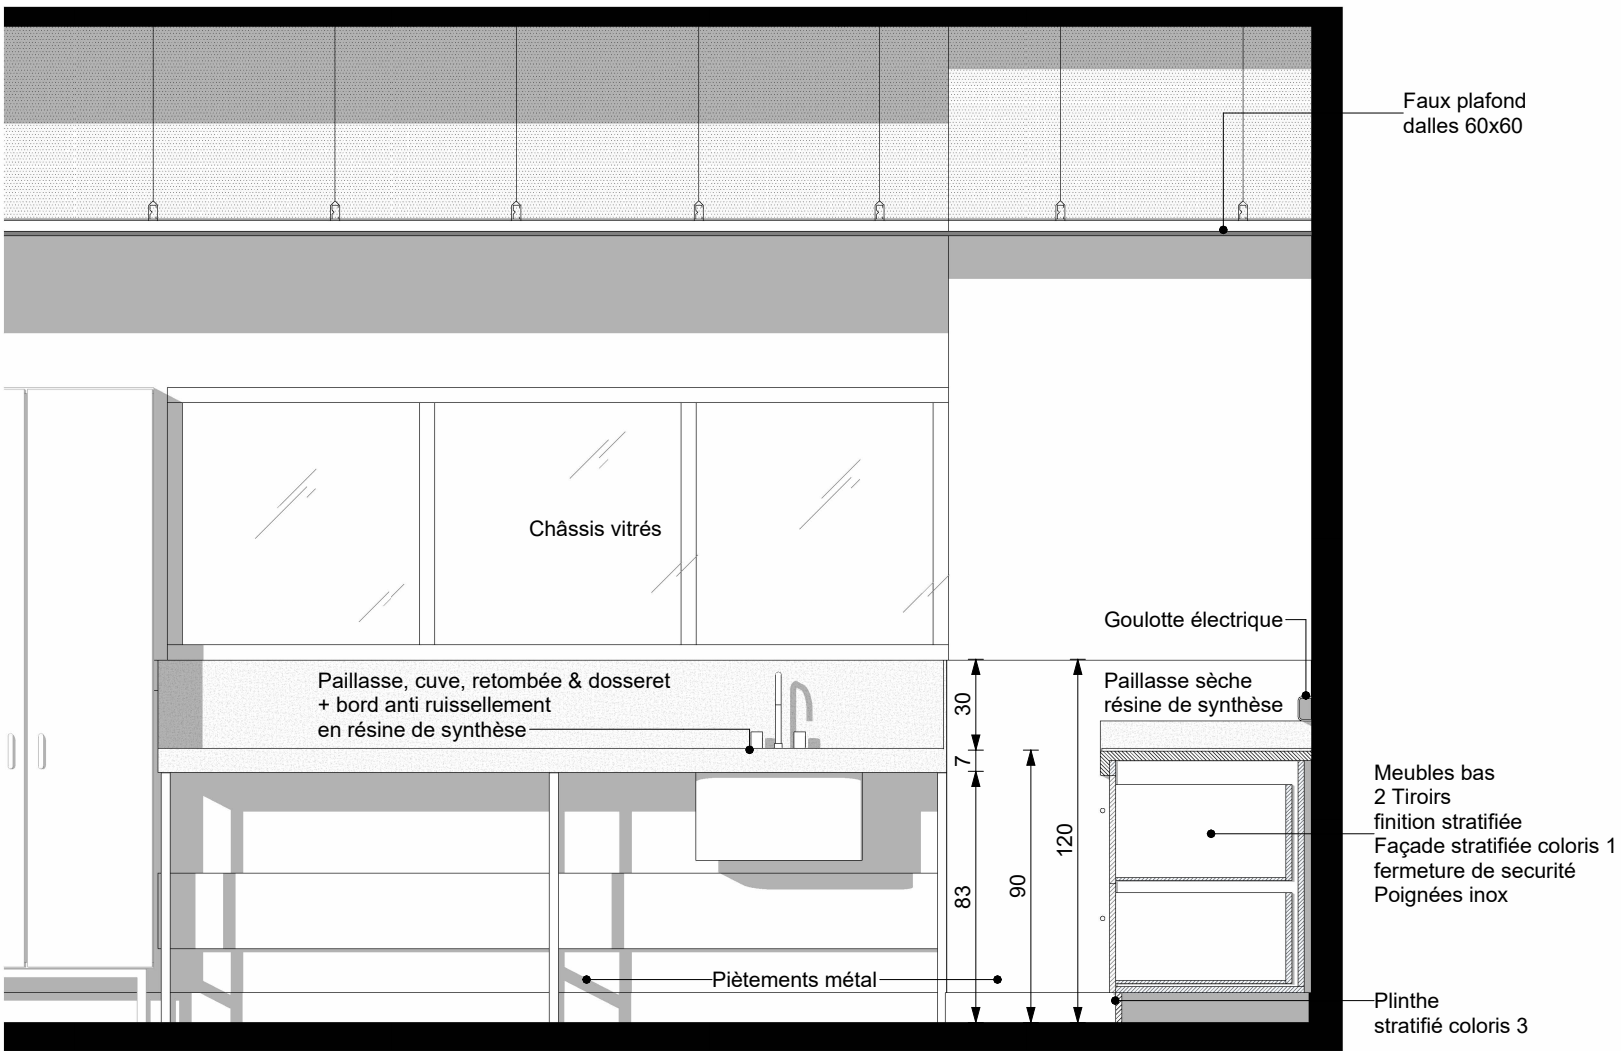 Faux plafond
dalles 60x60
Châssis vitrés
Goulotte électrique
Paillasse, cuve, retombée & dosseret
+ bord anti ruissellement
en résine de synthèse
30
7
83
90
120
Paillasse sèche
résine de synthèse
Meubles bas
2 Tiroirs
finition stratifiée
Façade stratifiée coloris 1
fermeture de securité
Poignées inox
Piètements métal
Plinthe
stratifié coloris 3